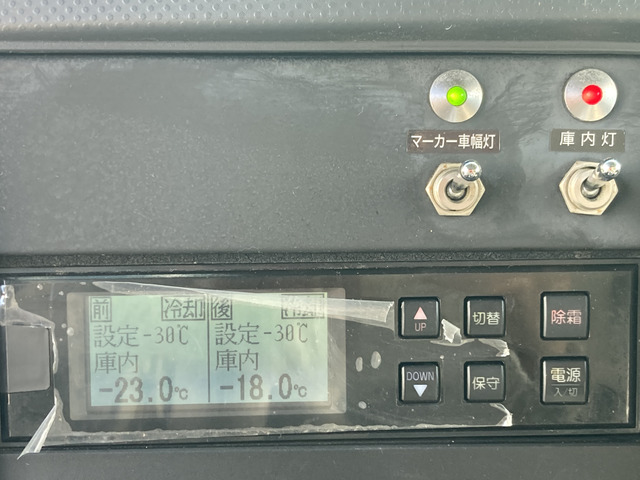 マーカー車幅灯
庫内灯
前 冷却 後 冷却
設定-30℃ 設定-30℃
庫内 庫内
-23.0℃ -18.0℃
UP
切替
除霜
DOWN
保守
電源
入/切